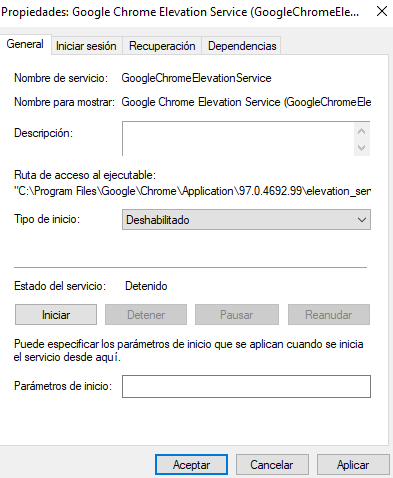 Propiedades: Google Chrome Elevation Service (GoogleChromeEle...
General Iniciar sesión Recuperación Dependencias
Nombre de servicio: GoogleChromeElevationService
Nombre para mostrar: Google Chrome Elevation Service (GoogleChromeEle
Descripción:
Ruta de acceso al ejecutable:
"C:\Program Files\Google\Chrome\Application\97.0.4692.99\elevation_ser
Tipo de inicio: Deshabilitado
Estado del servicio: Detenido
Iniciar Detener Pausar Reanudar
Puede especificar los parámetros de inicio que se aplican cuando se inicia
el servicio desde aquí.
Parámetros de inicio:
Aceptar Cancelar Aplicar